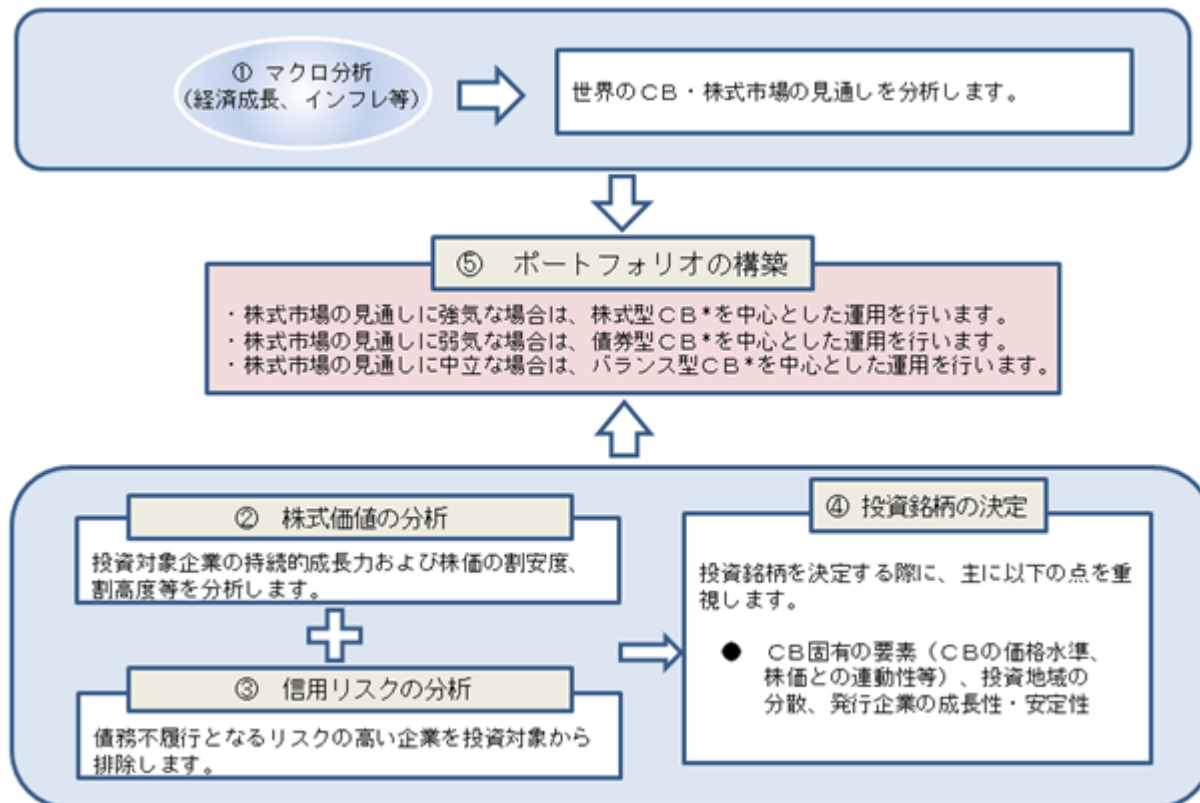 ① マクロ分析
(経済成長、インフレ等)
世界のCB・株式市場の見通しを分析します。
⑤ ポートフォリオの構築
・株式市場の見通しに強気な場合は、株式型CB*を中心とした運用を行います。
・株式市場の見通しに弱気な場合は、債券型CB*を中心とした運用を行います。
・株式市場の見通しに中立な場合は、バランス型CB*を中心とした運用を行います。
② 株式価値の分析
投資対象企業の持続的成長力および株価の割安度、
割高度等を分析します。
③ 信用リスクの分析
債務不履行となるリスクの高い企業を投資対象から
排除します。
④ 投資銘柄の決定
投資銘柄を決定する際に、主に以下の点を重
視します。
● CB固有の要素(CBの価格水準、
株価との連動性等)、投資地域の
分散、発行企業の成長性・安定性